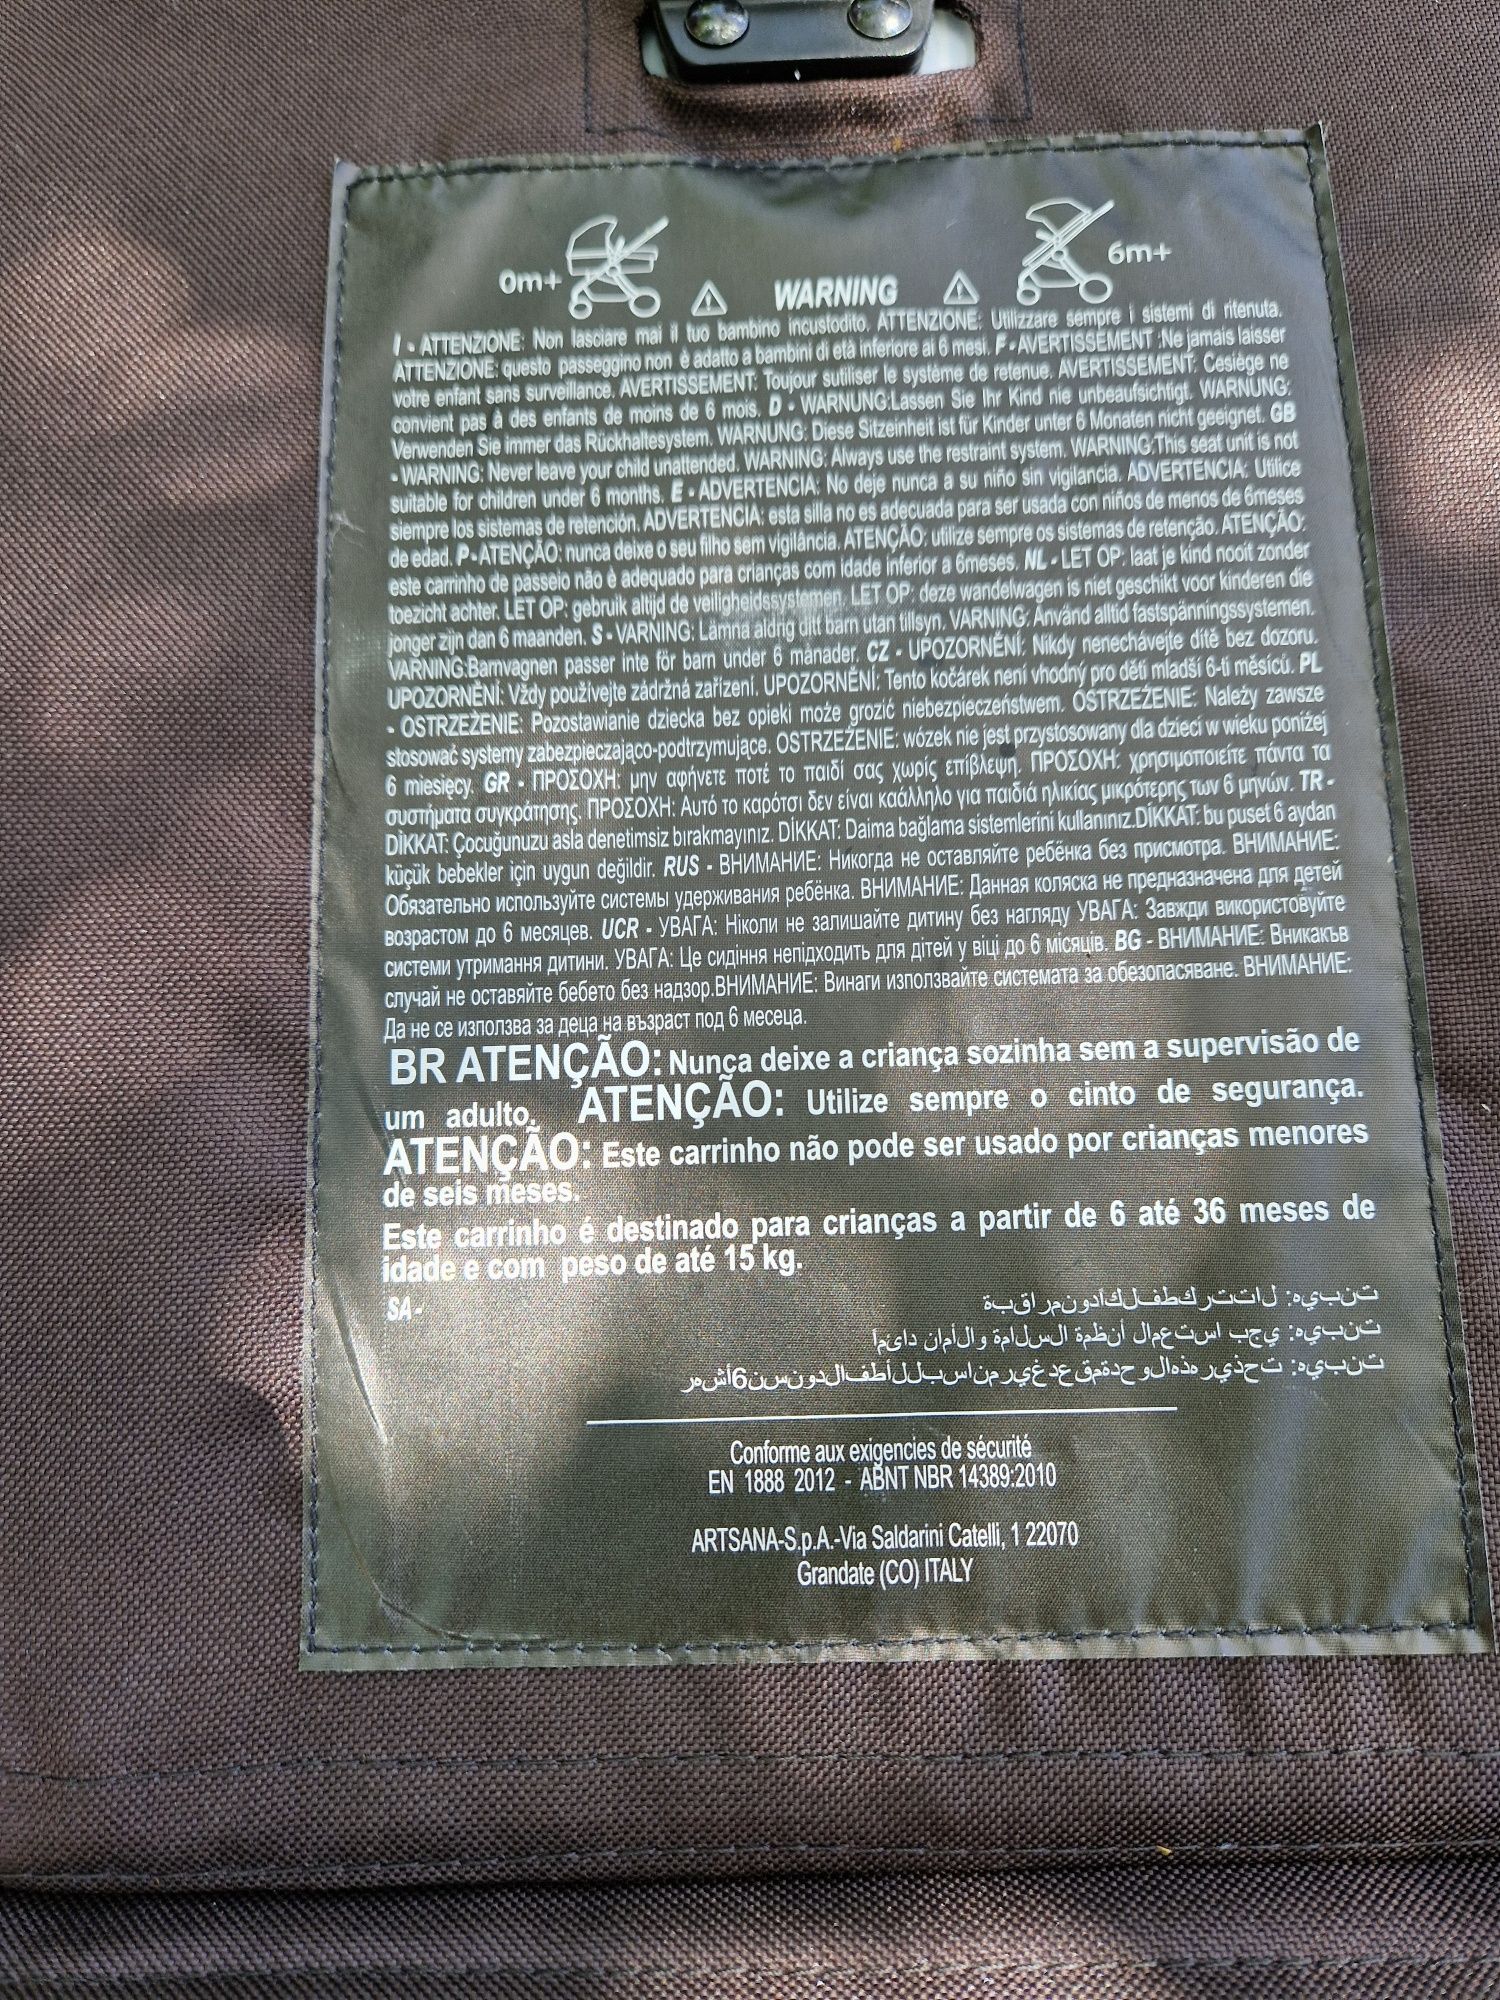 0m+ WARNING 6m+
I - ATTENZIONE: Non lasciare mai il tuo bambino incustodito. ATTENZIONE: Utilizzare sempre i sistemi di ritenuta.
ATTENZIONE: questo passeggino non è adatto a bambini di età inferiore ai 6 mesi. F - AVERTISSEMENT :Ne jamais laisser
votre enfant sans surveillance. AVERTISSEMENT: Toujour sutiliser le système de retenue. AVERTISSEMENT: Cesiège ne
convient pas à des enfants de moins de 6 mois. D - WARNUNG:Lassen Sie Ihr Kind nie unbeaufsichtigt. WARNUNG:
Verwenden Sie immer das Rückhaltesystem. WARNUNG: Diese Sitzeinheit ist für Kinder unter 6 Monaten nicht geeignet. GB
- WARNING: Never leave your child unattended. WARNING: Always use the restraint system. WARNING:This seat unit is not
suitable for children under 6 months. E - ADVERTENCIA: No deje nunca a su niño sin vigilancia. ADVERTENCIA: Utilice
siempre los sistemas de retención. ADVERTENCIA: esta silla no es adecuada para ser usada con niños de menos de 6meses
de edad. P - ATENÇÃO: nunca deixe o seu filho sem vigilância. ATENÇÃO: utilize sempre os sistemas de retenção. ATENÇÃO:
este carrinho de passeio não é adequado para crianças com idade inferior a 6meses. NL - LET OP: laat je kind nooit zonder
toezicht achter. LET OP: gebruik altijd de veiligheidssystemen. LET OP: deze wandelwagen is niet geschikt voor kinderen die
jonger zijn dan 6 maanden. S - VARNING: Lämna aldrig ditt barn utan tillsyn. VARNING: Använd alltid fastspänningssystemen.
VARNING:Barnvagnen passer inte för barn under 6 månader. CZ - UPOZORNĚNÍ: Nikdy nenechávejte dítě bez dozoru.
UPOZORNĚNÍ: Vždy používejte zádržná zařízení. UPOZORNĚNÍ: Tento kočárek není vhodný pro děti mladší 6-ti měsíců. PL
- OSTRZEŻENIE: Pozostawianie dziecka bez opieki może grozić niebezpieczeństwem. OSTRZEŻENIE: Należy zawsze
stosować systemy zabezpieczająco-podtrzymujące. OSTRZEŻENIE: wózek nie jest przystosowany dla dzieci w wieku poniżej
6 miesięcy. GR - ΠΡΟΣΟΧΗ: μην αφήνετε ποτέ το παιδί σας χωρίς επίβλεψη. ΠΡΟΣΟΧΗ: χρησιμοποιείτε πάντα τα
συστήματα συγκράτησης. ΠΡΟΣΟΧΗ: Αυτό το καρότσι δεν είναι καάλληλο για παιδιά ηλικίας μικρότερης των 6 μηνών. TR -
DİKKAT: Çocuğunuzu asla denetimsiz bırakmayınız. DİKKAT: Daima bağlama sistemlerini kullanınız.DİKKAT: bu puset 6 aydan
küçük bebekler için uygun değildir. RUS - ВНИМАНИЕ: Никогда не оставляйте ребёнка без присмотра. ВНИМАНИЕ:
Обязательно используйте системы удерживания ребёнка. ВНИМАНИЕ: Данная коляска не предназначена для детей
возрастом до 6 месяцев. UCR - УВАГА: Ніколи не залишайте дитину без нагляду УВАГА: Завжди використовуйте
системи утримання дитини. УВАГА: Це сидіння непідходить для дітей у віці до 6 місяців. BG - ВНИМАНИЕ: Вникакъв
случай не оставяйте бебето без надзор.ВНИМАНИЕ: Винаги използвайте системата за обезопасяване. ВНИМАНИЕ:
Да не се използва за деца на възраст под 6 месеца.
BR ATENÇÃO: Nunca deixe a criança sozinha sem a supervisão de
um adulto. ATENÇÃO: Utilize sempre o cinto de segurança.
ATENÇÃO: Este carrinho não pode ser usado por crianças menores
de seis meses.
Este carrinho é destinado para crianças a partir de 6 até 36 meses de
idade e com peso de até 15 kg.
SA-
تنبيه: لاتتركطفلكأدونمراقبة
تنبيه: يجب استعمال أنظمة السلامة والأمان دائمأ
تنبيه: تحذيرهذهالوحدةمقعدغيرمناسبللأطفالدونسن6أشهر
Conforme aux exigencies de sécurité
EN 1888 2012 - ABNT NBR 14389:2010
ARTSANA-S.p.A.-Via Saldarini Catelli, 1 22070
Grandate (CO) ITALY